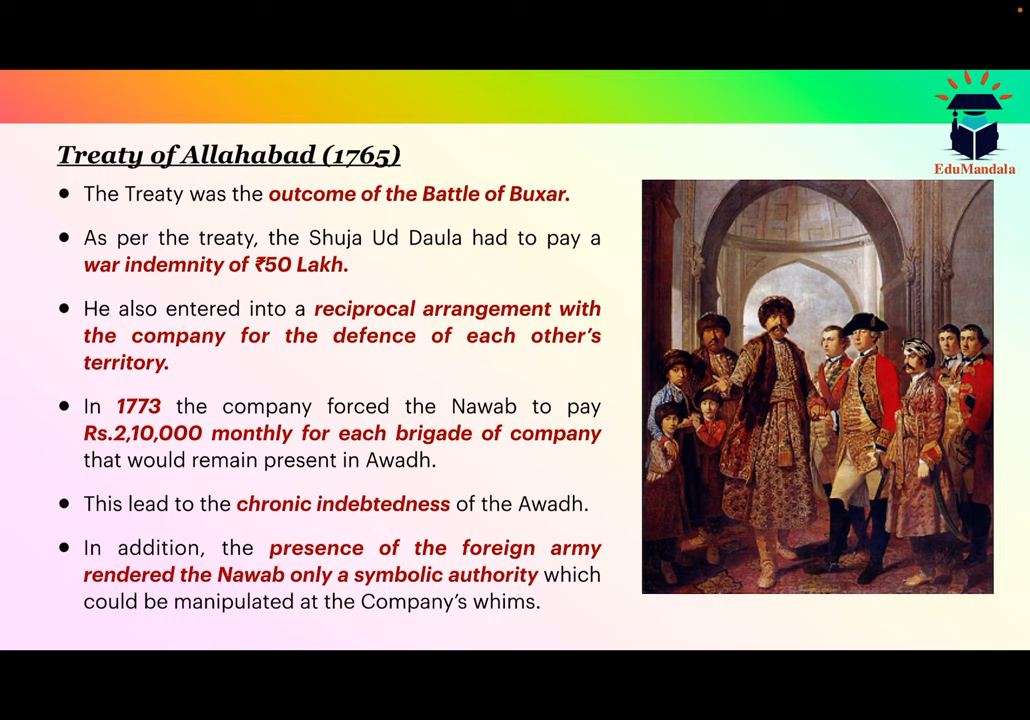 EduMandala
Treaty of Allahabad (1765)
● The Treaty was the outcome of the Battle of Buxar.
● As per the treaty, the Shuja Ud Daula had to pay a
war indemnity of ₹50 Lakh.
● He also entered into a reciprocal arrangement with
the company for the defence of each other's
territory.
● In 1773 the company forced the Nawab to pay
Rs.2,10,000 monthly for each brigade of company
that would remain present in Awadh.
● This lead to the chronic indebtedness of the Awadh.
● In addition, the presence of the foreign army
rendered the Nawab only a symbolic authority which
could be manipulated at the Company's whims.